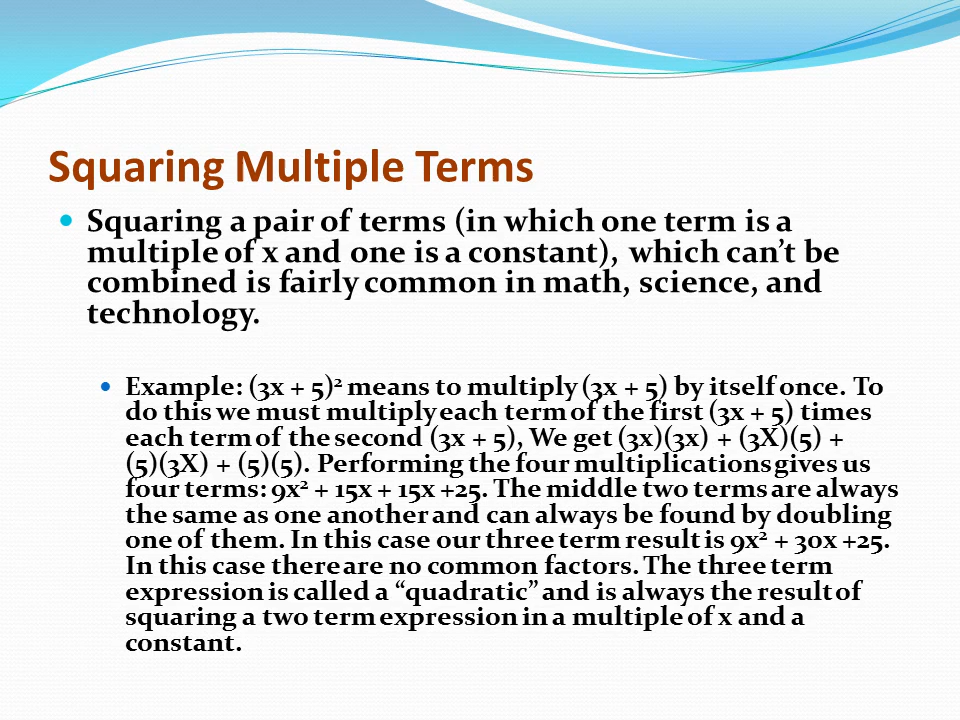 Squaring Multiple Terms
Squaring a pair of terms (in which one term is a
multiple of x and one is a constant), which can’t be
combined is fairly common in math, science, and
technology.
Example: (3x + 5)² means to multiply (3x + 5) by itself once. To
do this we must multiply each term of the first (3x + 5) times
each term of the second (3x + 5), We get (3x)(3x) + (3X)(5) +
(5)(3X) + (5)(5). Performing the four multiplications gives us
four terms: 9x² + 15x + 15x +25. The middle two terms are always
the same as one another and can always be found by doubling
one of them. In this case our three term result is 9x² + 30x +25.
In this case there are no common factors. The three term
expression is called a “quadratic” and is always the result of
squaring a two term expression in a multiple of x and a
constant.